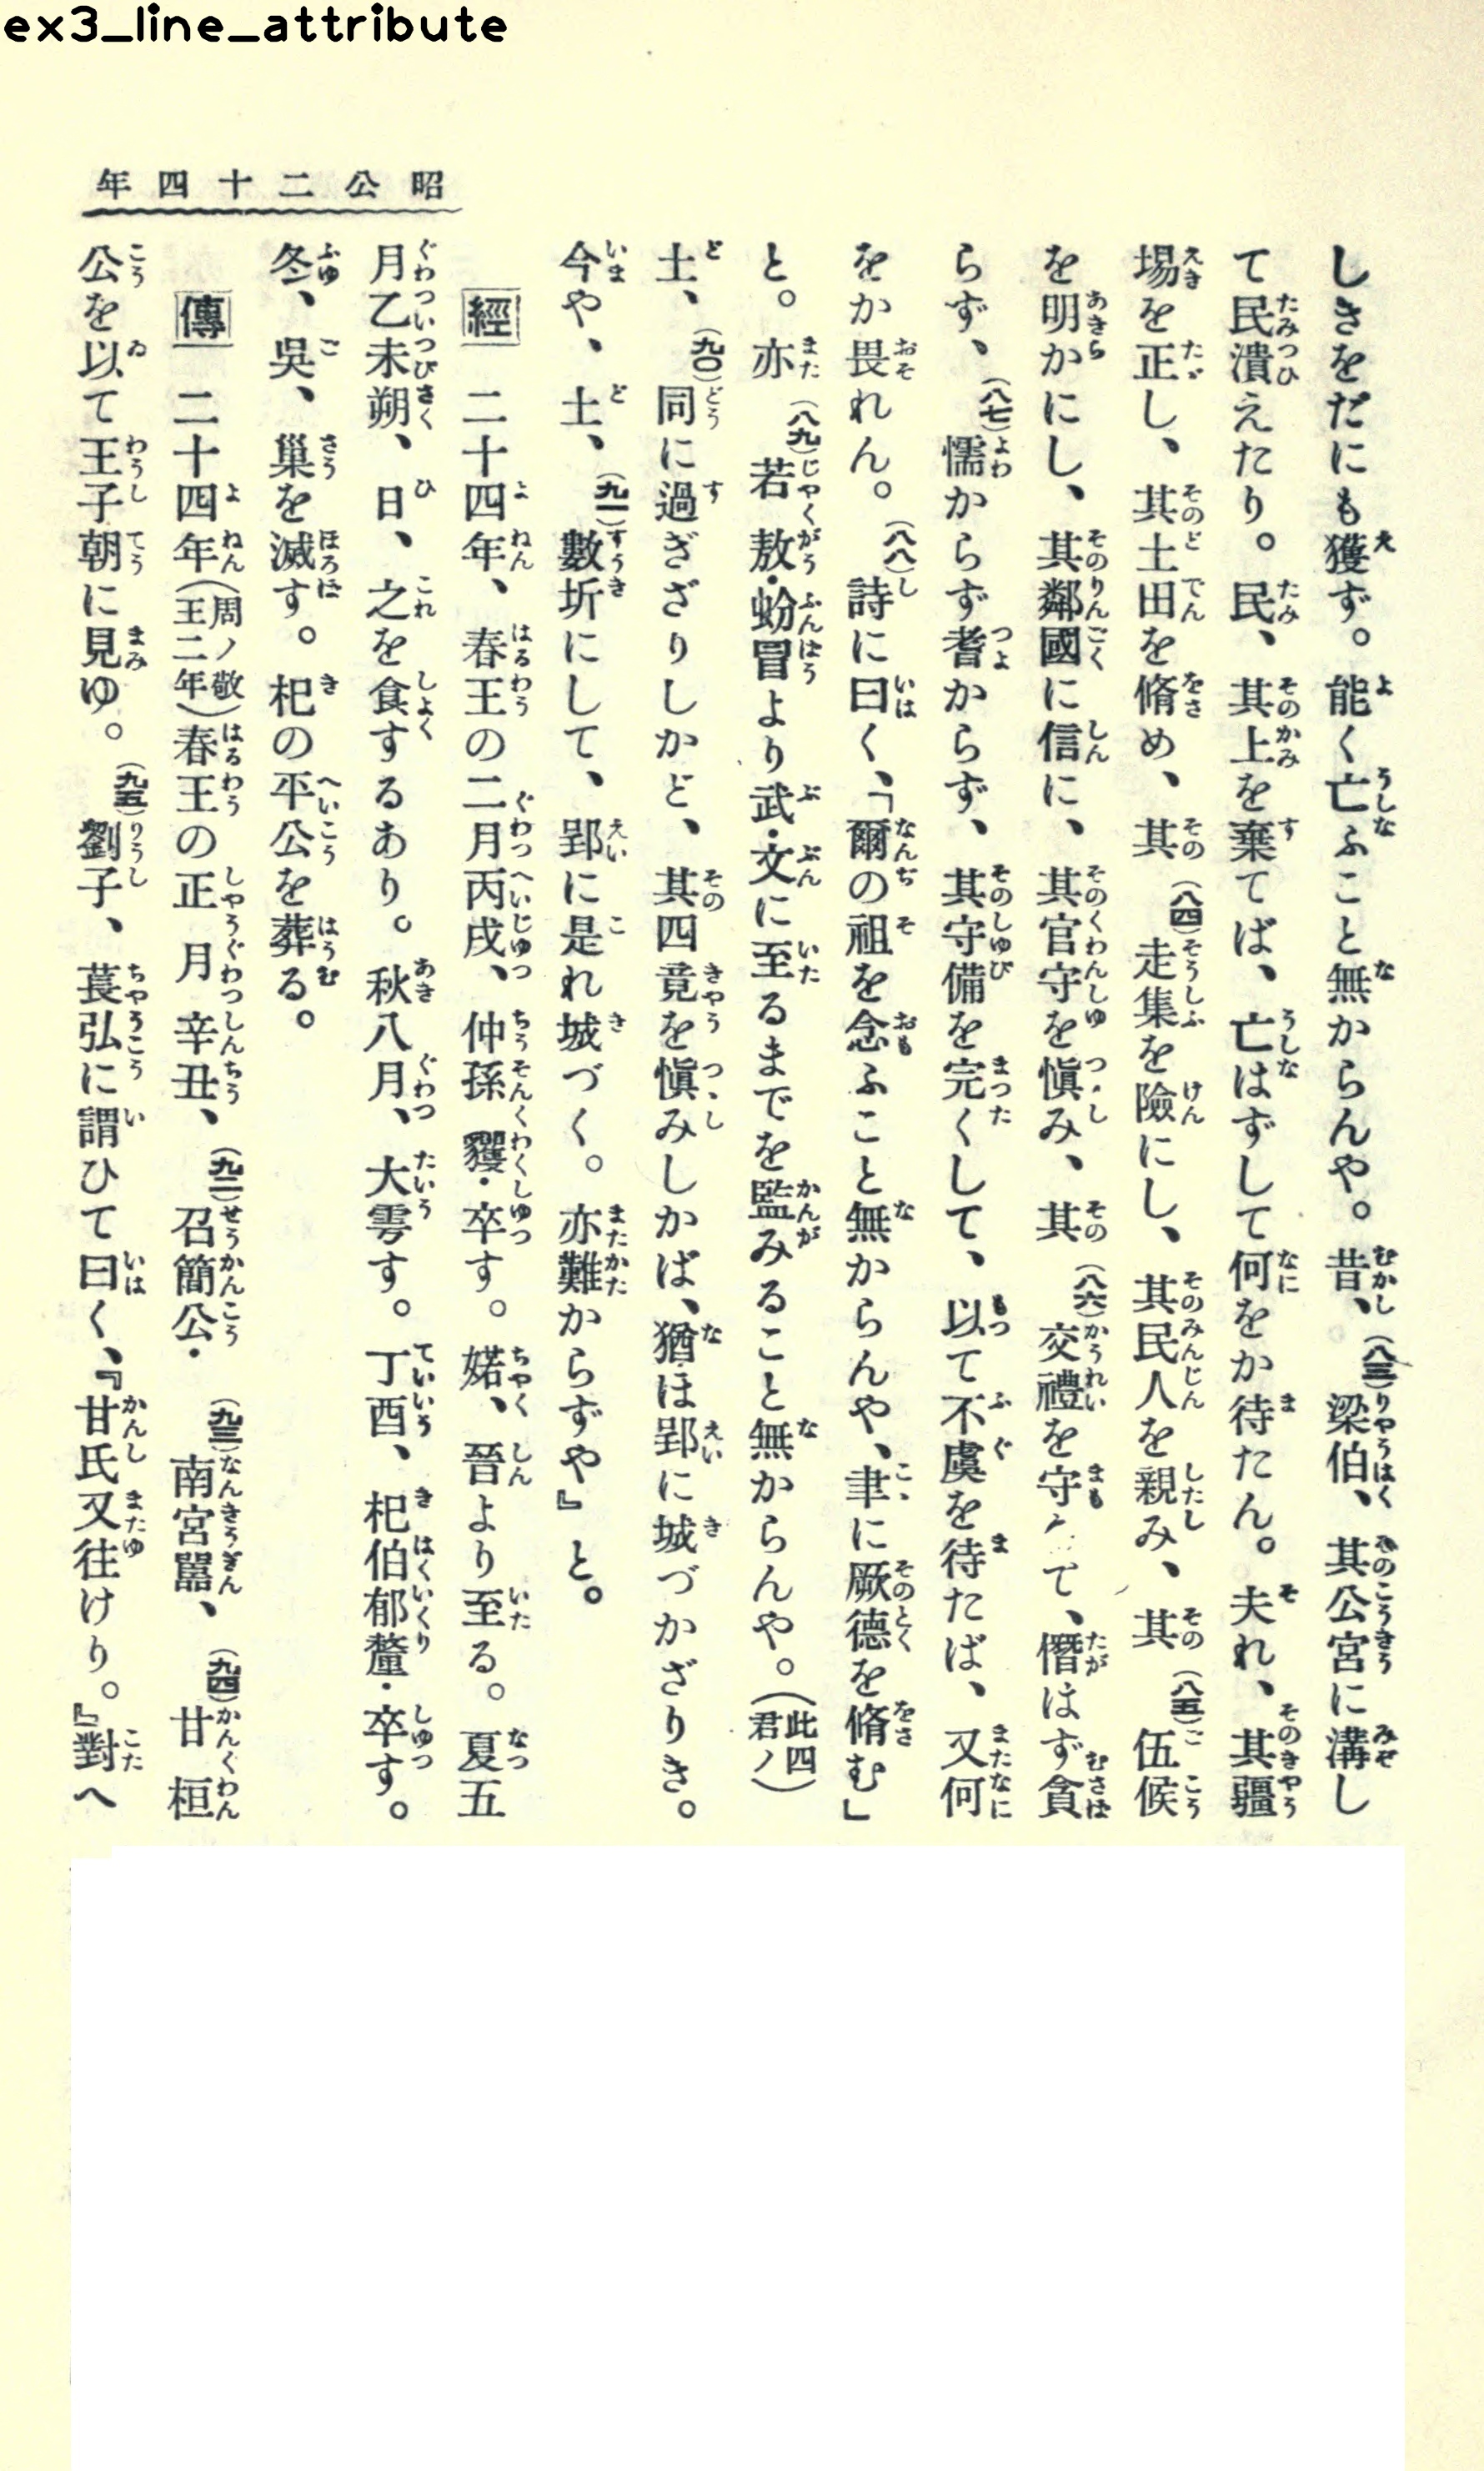 ex3_line_attribute
昭公二十四年
しきをだにも獲ず。能く亡ふこと無からんや。昔、(八三)梁伯、其公宮に溝し
て民潰えたり。民、其上を棄てば、亡はずして何をか待たん。夫れ、其疆
埸を正し、其土田を脩め、其(八四)走集を險にし、其民人を親み、其(八五)伍候
を明かにし、其鄰國に信に、其官守を愼み、其(八六)交禮を守て、僭はず貪
らず、(八七)懦からず耆からず、其守備を完くして、以て不虞を待たば、又何
をか畏れん。(八八)詩に曰く、「爾の祖を念ふこと無からんや、聿に厥德を脩む」
と。亦(八九)若敖・蚡冒より武・文に至るまでを監みること無からんや。(此四君ノ)
土、(九〇)同に過ぎざりしかど、其四竟を愼みしかば、猶ほ郢に城づかざりき。
今や、土、(九一)數圻にして、郢に是れ城づく。亦難からずや』と。
經 二十四年、春王の二月丙戌、仲孫貜・卒す。婼、晉より至る。夏五
月乙未朔、日、之を食するあり。秋八月、大雩す。丁酉、杞伯郁釐・卒す。
冬、吳、巢を滅す。杞の平公を葬る。
傳 二十四年(周ノ敬王二年)春王の正月辛丑、(九二)召簡公・(九三)南宮嚚、(九四)甘桓
公を以て王子朝に見ゆ。(九五)劉子、萇弘に謂ひて曰く、『甘氏又往けり。』對へ